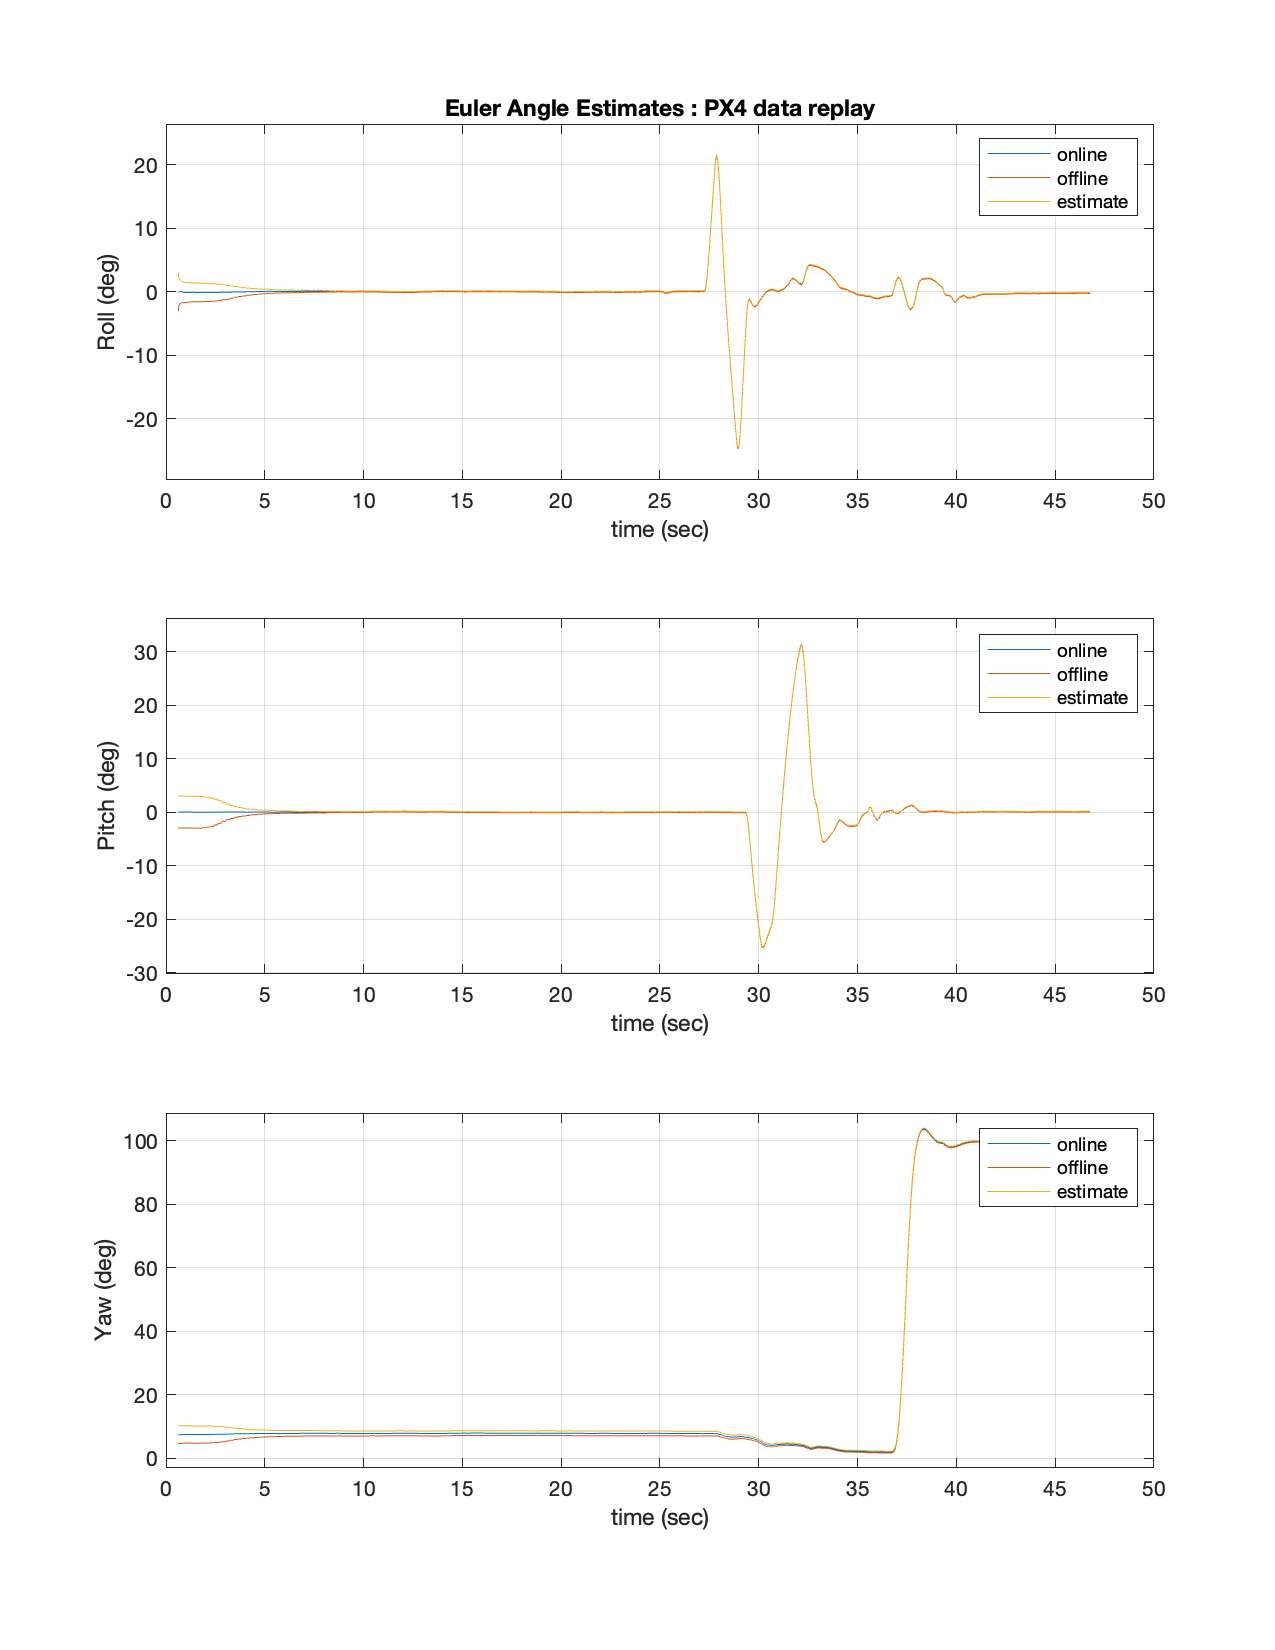 Euler Angle Estimates : PX4 data replay
20
10
0
-10
-20
Roll (deg)
online
offline
estimate
0 5 10 15 20 25 30 35 40 45 50
time (sec)
30
20
10
0
-10
-20
-30
Pitch (deg)
online
offline
estimate
0 5 10 15 20 25 30 35 40 45 50
time (sec)
100
80
60
40
20
0
Yaw (deg)
online
offline
estimate
0 5 10 15 20 25 30 35 40 45 50
time (sec)